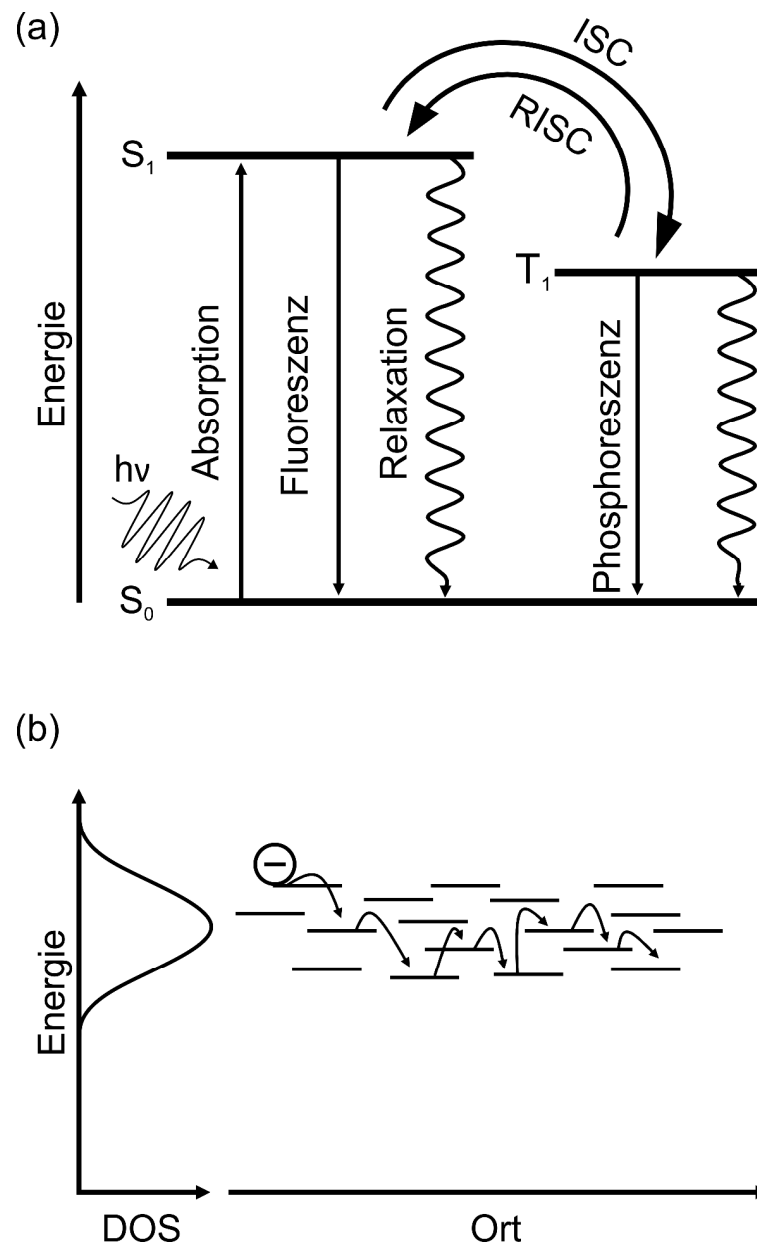 (a)
ISC
RISC
S₁
T₁
Energie
Absorption
Fluoreszenz
Relaxation
Phosphoreszenz
hν
S₀
(b)
Energie
DOS
Ort